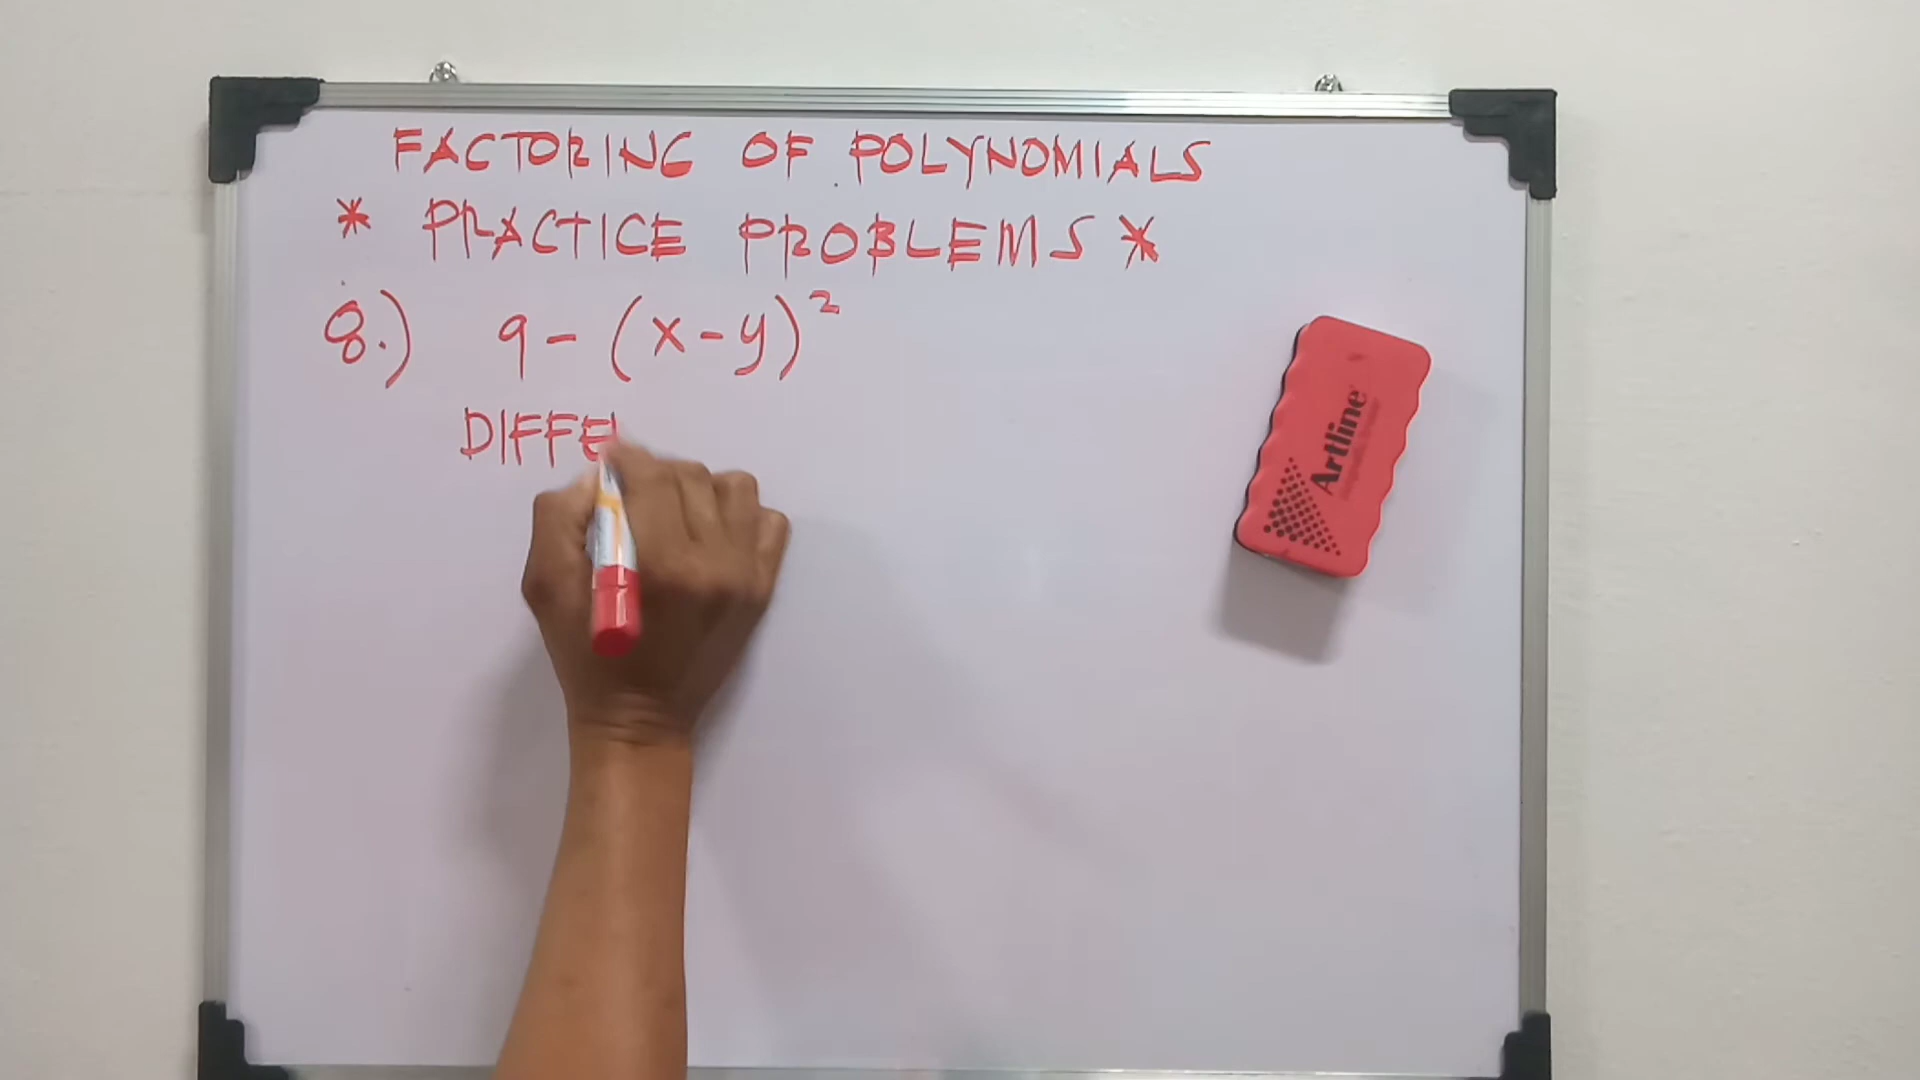 FACTORING OF POLYNOMIALS
* PRACTICE PROBLEMS *
8.) 9 - (x - y)²
DIFFE
Artline